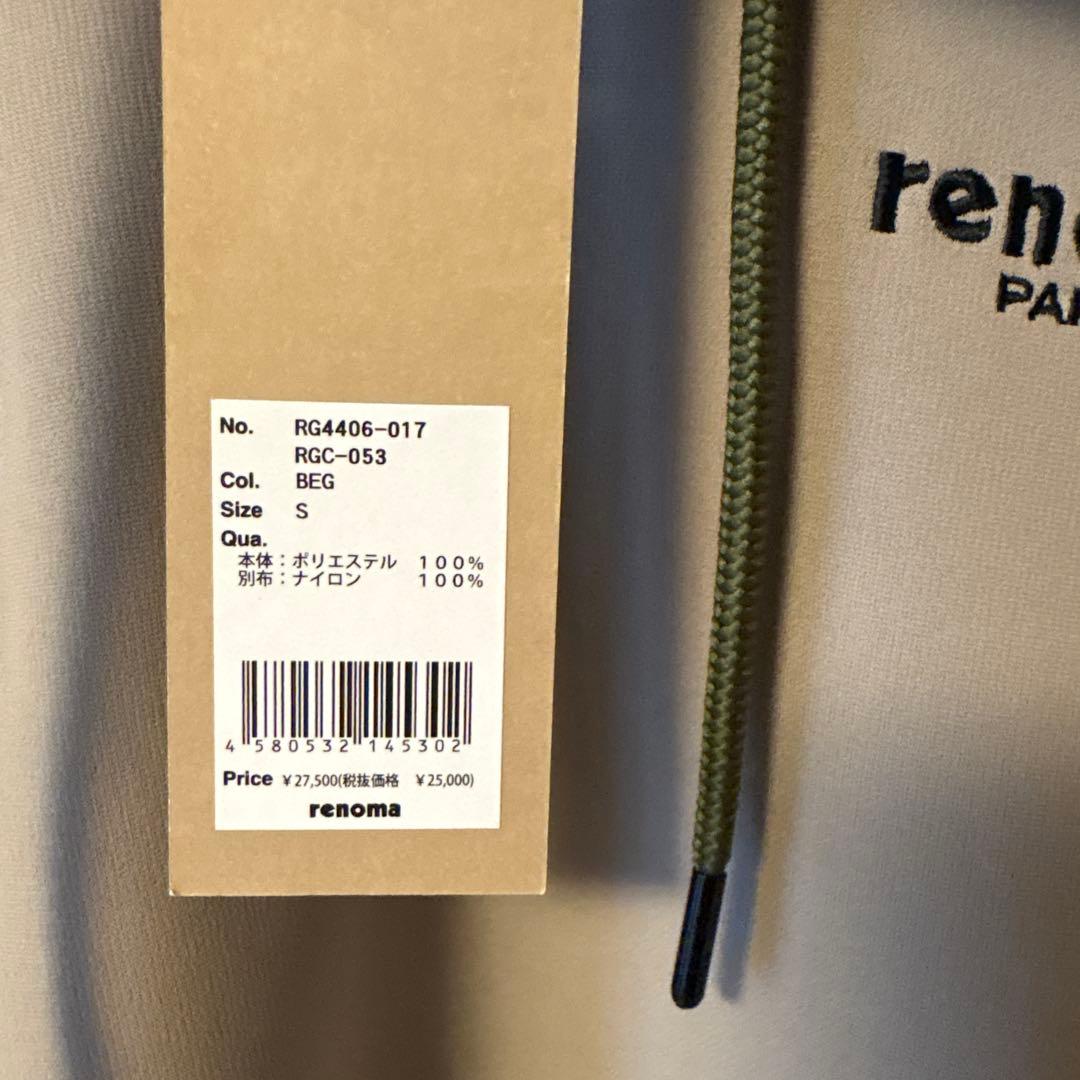 No. RG4406-017
RGC-053
Col. BEG
Size S
Qua.
本体：ポリエステル １００％
別布：ナイロン １００％
4 580532 145302
Price ￥27,500(税抜価格 ￥25,000)
renoma
ren
PA